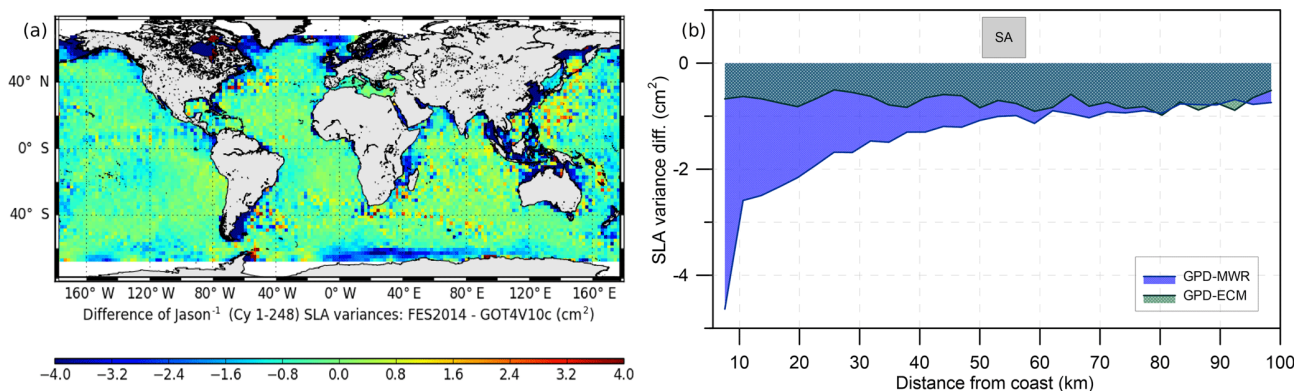 (a)
40° N
0° S
40° S
160° W 120° W 80° W 40° W 0° W 40° E 80° E 120° E 160° E
Difference of Jason⁻¹ (Cy 1-248) SLA variances: FES2014 - GOT4V10c (cm²)
-4.0 -3.2 -2.4 -1.6 -0.8 0.0 0.8 1.6 2.4 3.2 4.0
(b)
SA
SLA variance diff. (cm²)
0
-2
-4
GPD-MWR
GPD-ECM
10 20 30 40 50 60 70 80 90 100
Distance from coast (km)